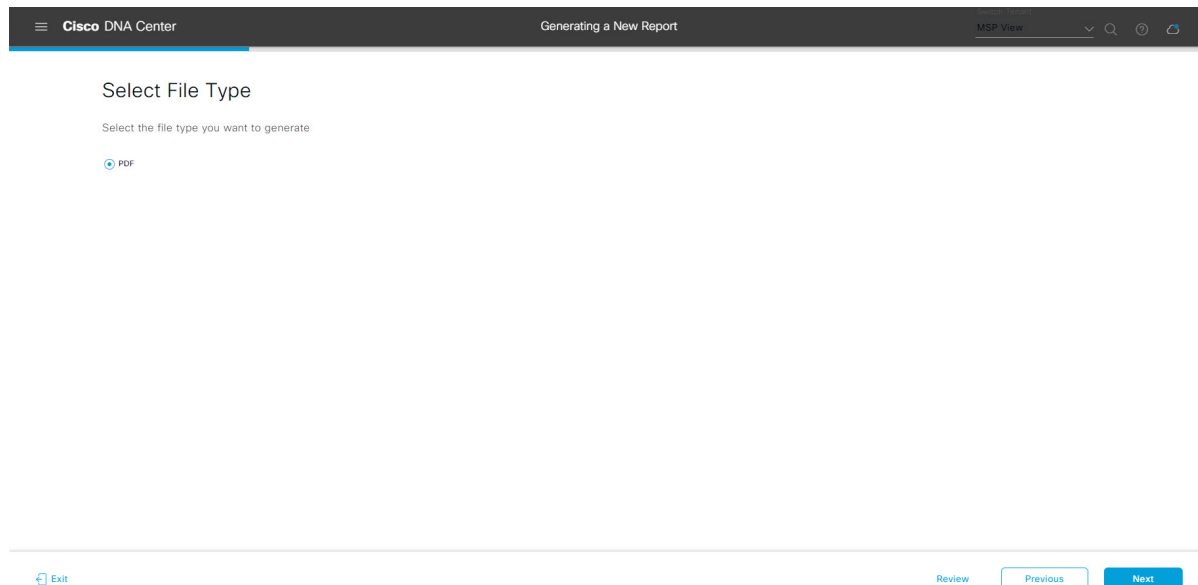 Cisco DNA Center
Generating a New Report
MSP View
Select File Type
Select the file type you want to generate
PDF
Exit
Review
Previous
Next